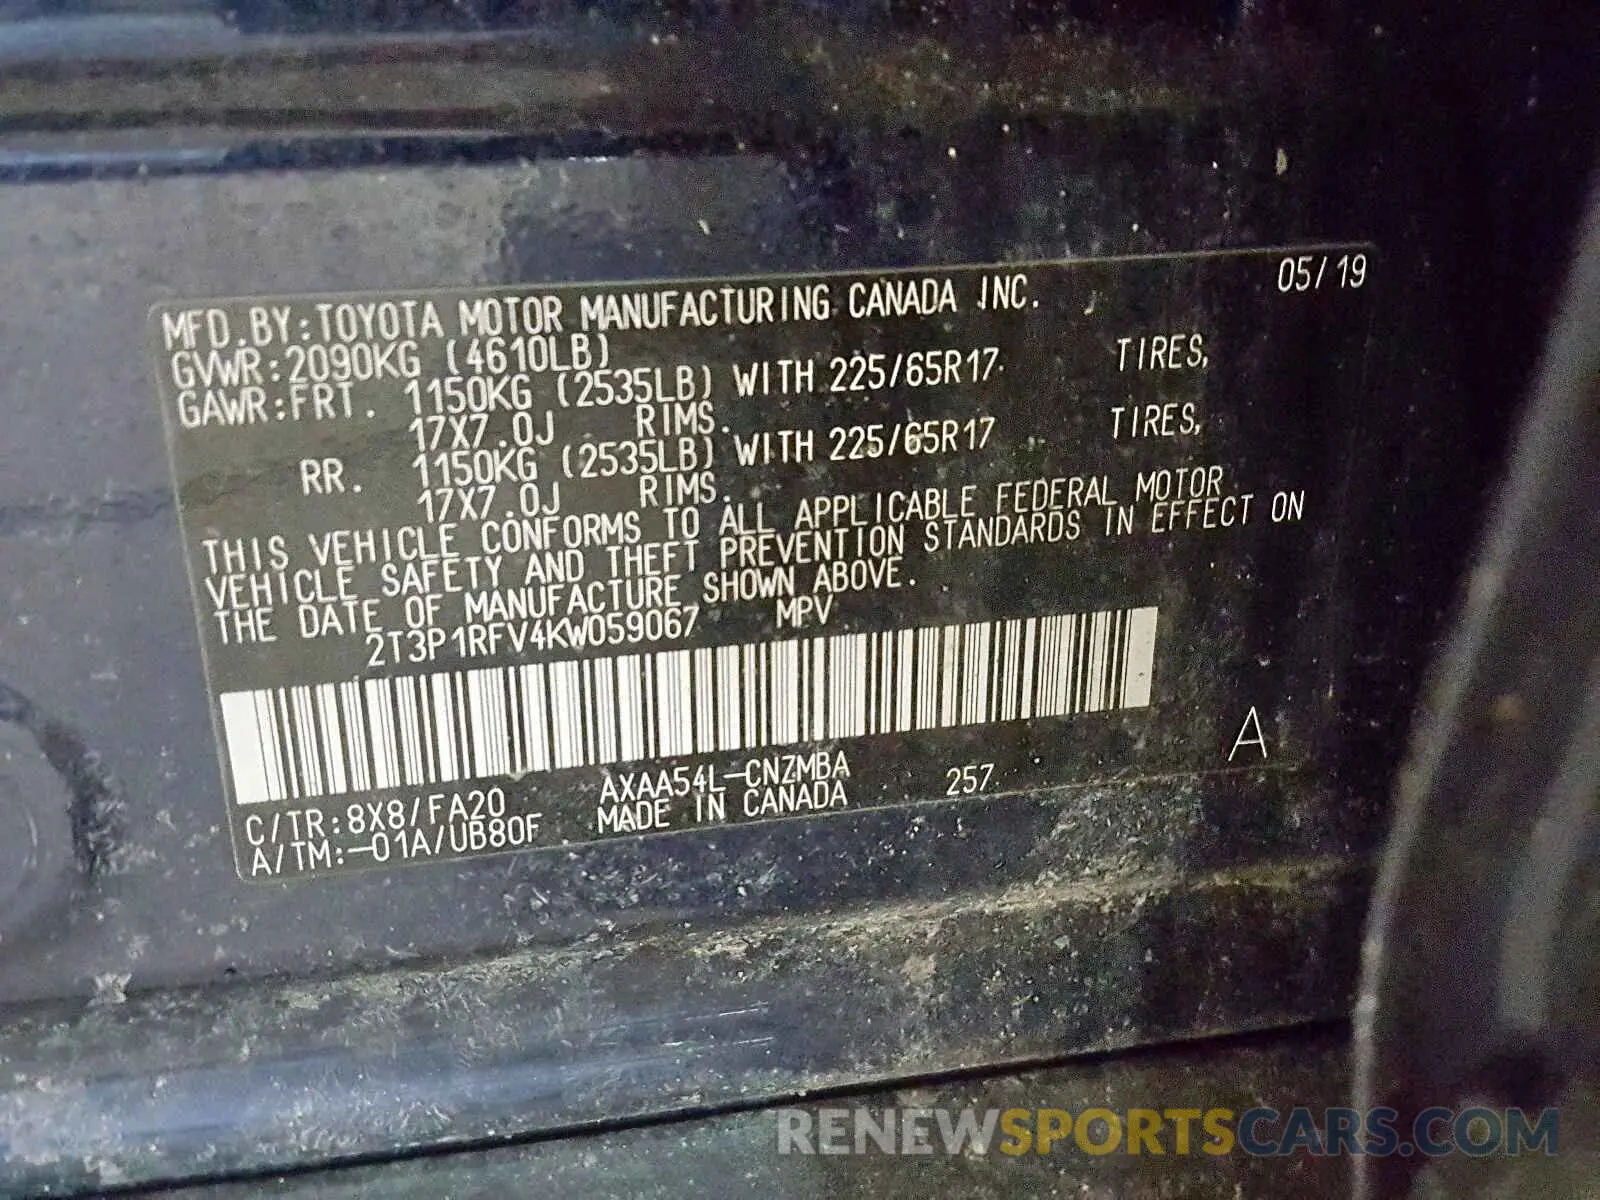 MFD.BY:TOYOTA MOTOR MANUFACTURING CANADA INC. 05/19
GVWR:2090KG (4610LB)
GAWR:FRT. 1150KG (2535LB) WITH 225/65R17 TIRES,
17X7.0J RIMS.
RR. 1150KG (2535LB) WITH 225/65R17 TIRES,
17X7.0J RIMS.
THIS VEHICLE CONFORMS TO ALL APPLICABLE FEDERAL MOTOR
VEHICLE SAFETY AND THEFT PREVENTION STANDARDS IN EFFECT ON
THE DATE OF MANUFACTURE SHOWN ABOVE.
2T3P1RFV4KW059067 MPV
A
C/TR:8X8/FA20 AXAA54L-CNZMBA 257
A/TM:-01A/UB80F MADE IN CANADA
RENEWSPORTSCARS.COM